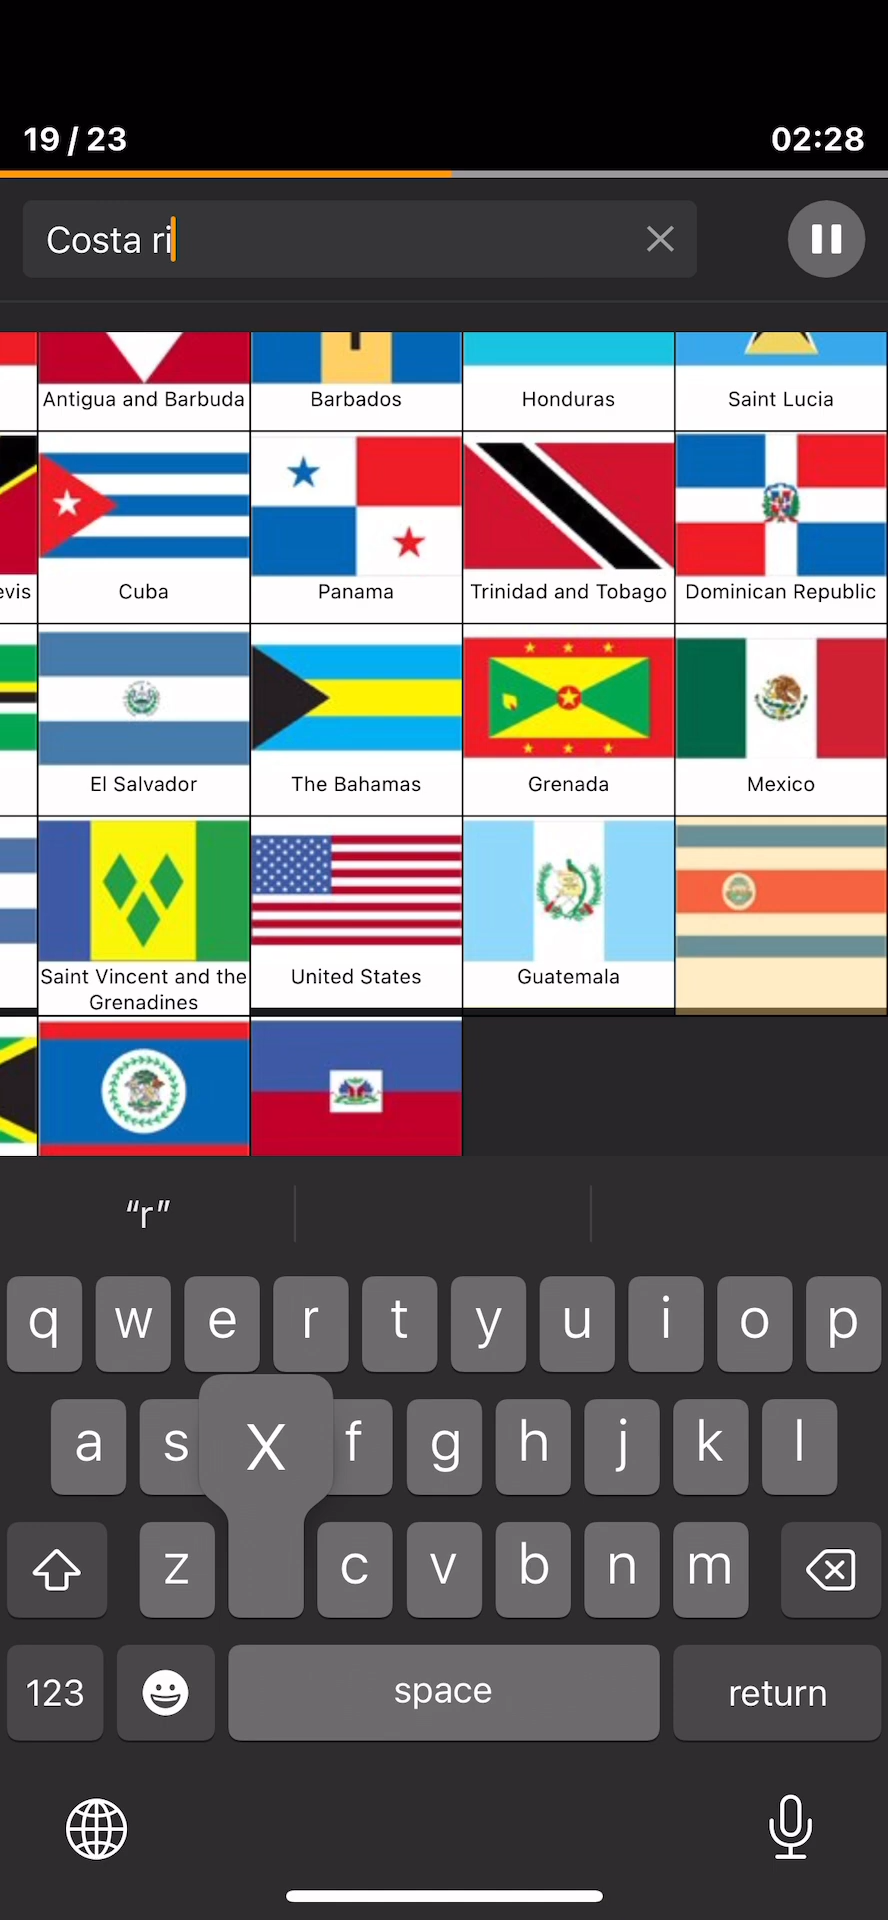 19 / 23
02:28
Costa ri
Antigua and Barbuda
Barbados
Honduras
Saint Lucia
evis
Cuba
Panama
Trinidad and Tobago
Dominican Republic
El Salvador
The Bahamas
Grenada
Mexico
Saint Vincent and the
Grenadines
United States
Guatemala
“r”
q w e r t y u i o p
a s X f g h j k l
z c v b n m
123
space
return